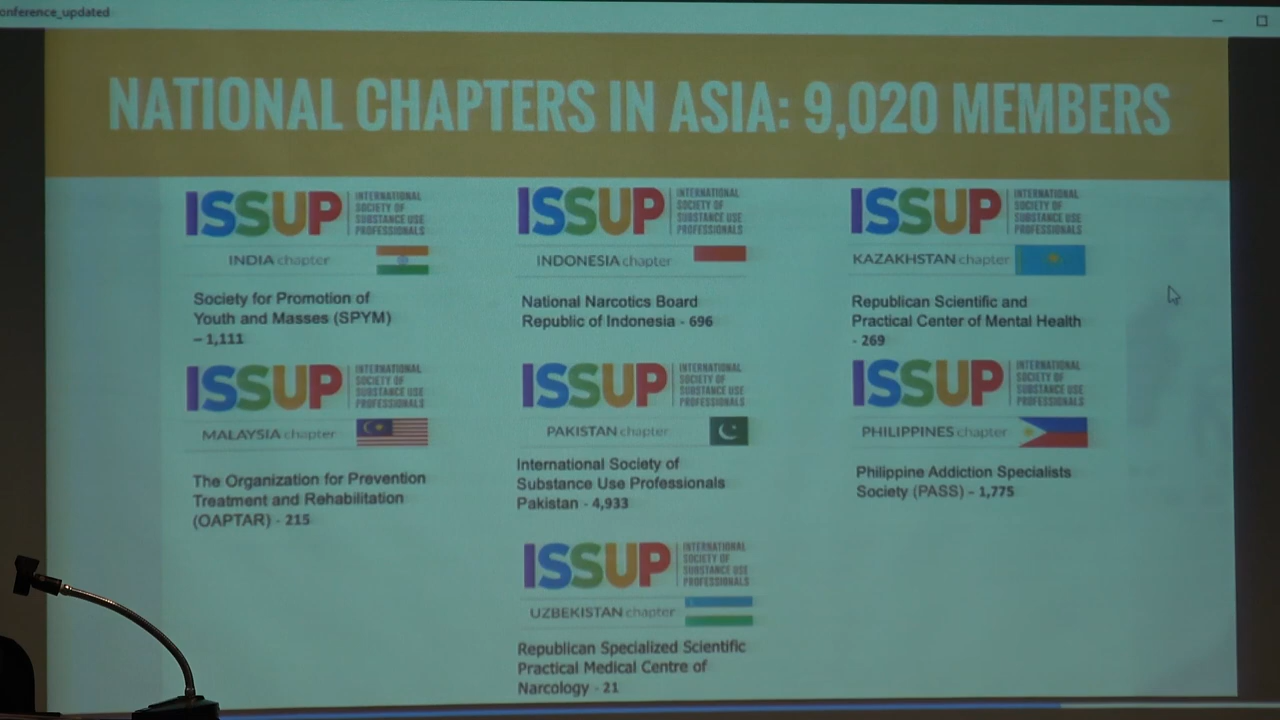 onference_updated
NATIONAL CHAPTERS IN ASIA: 9,020 MEMBERS
ISSUP
INTERNATIONAL
SOCIETY OF
SUBSTANCE USE
PROFESSIONALS
INDIA chapter
Society for Promotion of
Youth and Masses (SPYM)
– 1,111
ISSUP
INTERNATIONAL
SOCIETY OF
SUBSTANCE USE
PROFESSIONALS
INDONESIA chapter
National Narcotics Board
Republic of Indonesia - 696
ISSUP
INTERNATIONAL
SOCIETY OF
SUBSTANCE USE
PROFESSIONALS
KAZAKHSTAN chapter
Republican Scientific and
Practical Center of Mental Health
- 269
ISSUP
INTERNATIONAL
SOCIETY OF
SUBSTANCE USE
PROFESSIONALS
MALAYSIA chapter
The Organization for Prevention
Treatment and Rehabilitation
(OAPTAR) - 215
ISSUP
INTERNATIONAL
SOCIETY OF
SUBSTANCE USE
PROFESSIONALS
PAKISTAN chapter
International Society of
Substance Use Professionals
Pakistan - 4,933
ISSUP
INTERNATIONAL
SOCIETY OF
SUBSTANCE USE
PROFESSIONALS
PHILIPPINES chapter
Philippine Addiction Specialists
Society (PASS) – 1,775
ISSUP
INTERNATIONAL
SOCIETY OF
SUBSTANCE USE
PROFESSIONALS
UZBEKISTAN chapter
Republican Specialized Scientific
Practical Medical Centre of
Narcology - 21